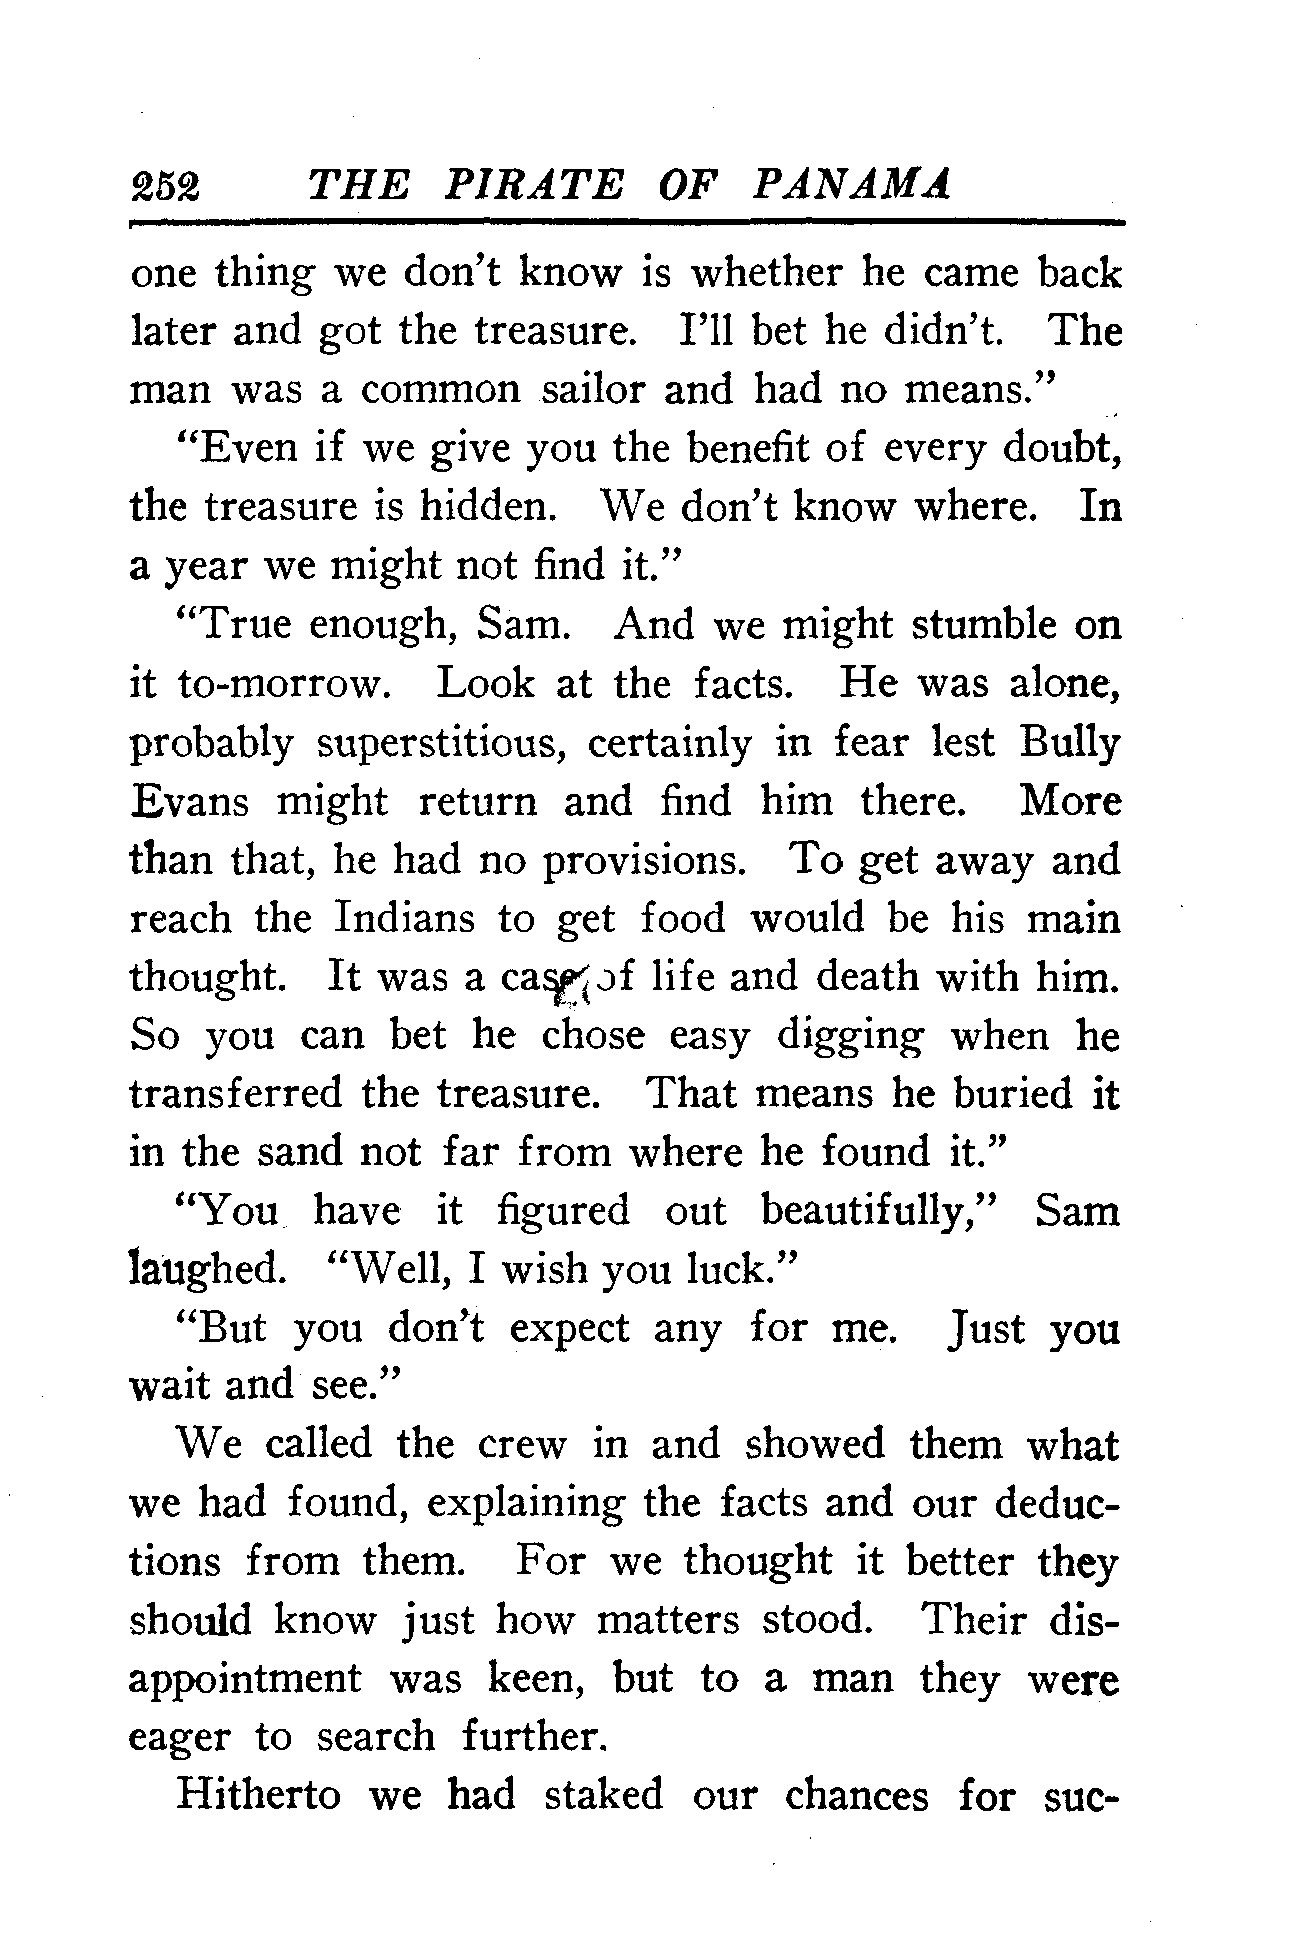 252 THE PIRATE OF PANAMA
one thing we don't know is whether he came back
later and got the treasure. I'll bet he didn't. The
man was a common sailor and had no means."
"Even if we give you the benefit of every doubt,
the treasure is hidden. We don't know where. In
a year we might not find it."
"True enough, Sam. And we might stumble on
it to-morrow. Look at the facts. He was alone,
probably superstitious, certainly in fear lest Bully
Evans might return and find him there. More
than that, he had no provisions. To get away and
reach the Indians to get food would be his main
thought. It was a case of life and death with him.
So you can bet he chose easy digging when he
transferred the treasure. That means he buried it
in the sand not far from where he found it."
"You have it figured out beautifully," Sam
laughed. "Well, I wish you luck."
"But you don't expect any for me. Just you
wait and see."
We called the crew in and showed them what
we had found, explaining the facts and our deduc-
tions from them. For we thought it better they
should know just how matters stood. Their dis-
appointment was keen, but to a man they were
eager to search further.
Hitherto we had staked our chances for suc-